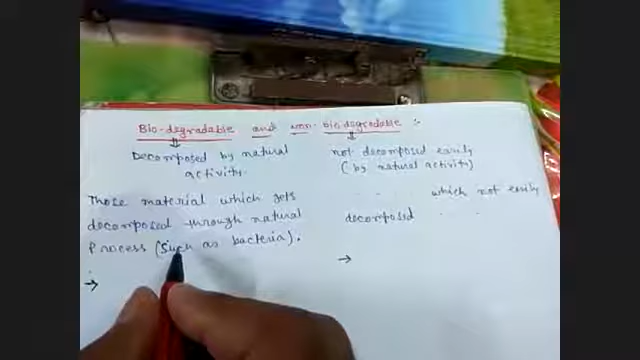 Bio-degradable and non-biodegradable :-
Decomposed by natural activity.
not decomposed easily
(by natural activity)
Those material which gets
decomposed through natural
Process (Such as bacteria).
→
.. .. which not easily
decomposed .. ..
→